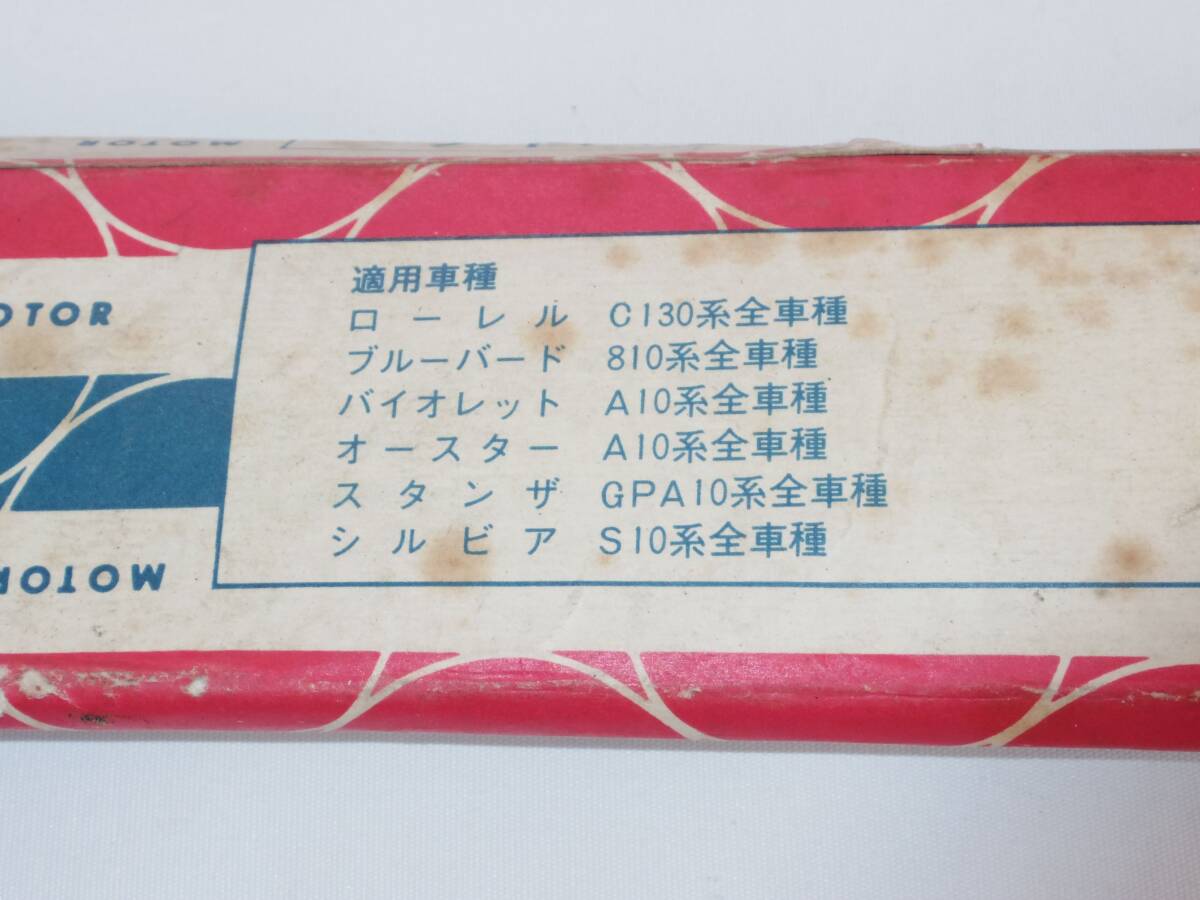 MOTOR
適用車種
ローレル C130系全車種
MOTOR
ブルーバード 810系全車種
バイオレット A10系全車種
オースター A10系全車種
スタンザ GPA10系全車種
シルビア S10系全車種
MOTOR